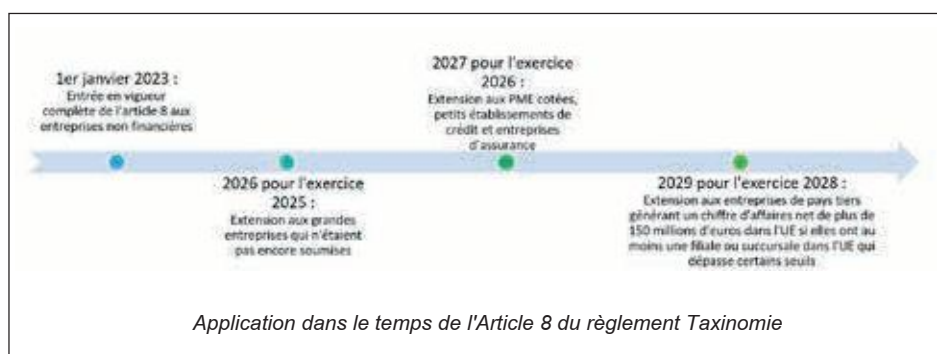 1er janvier 2023 :
Entrée en vigueur
complète de l'article 8 aux
entreprises non financières
2026 pour l'exercice
2025 :
Extension aux grandes
entreprises qui n'étaient
pas encore soumises
2027 pour l'exercice
2026 :
Extension aux PME cotées,
petits établissements de
crédit et entreprises
d'assurance
2029 pour l'exercice 2028 :
Extension aux entreprises de pays tiers
générant un chiffre d'affaires net de plus de
150 millions d'euros dans l'UE si elles ont au
moins une filiale ou succursale dans l'UE qui
dépasse certains seuils
Application dans le temps de l'Article 8 du règlement Taxinomie